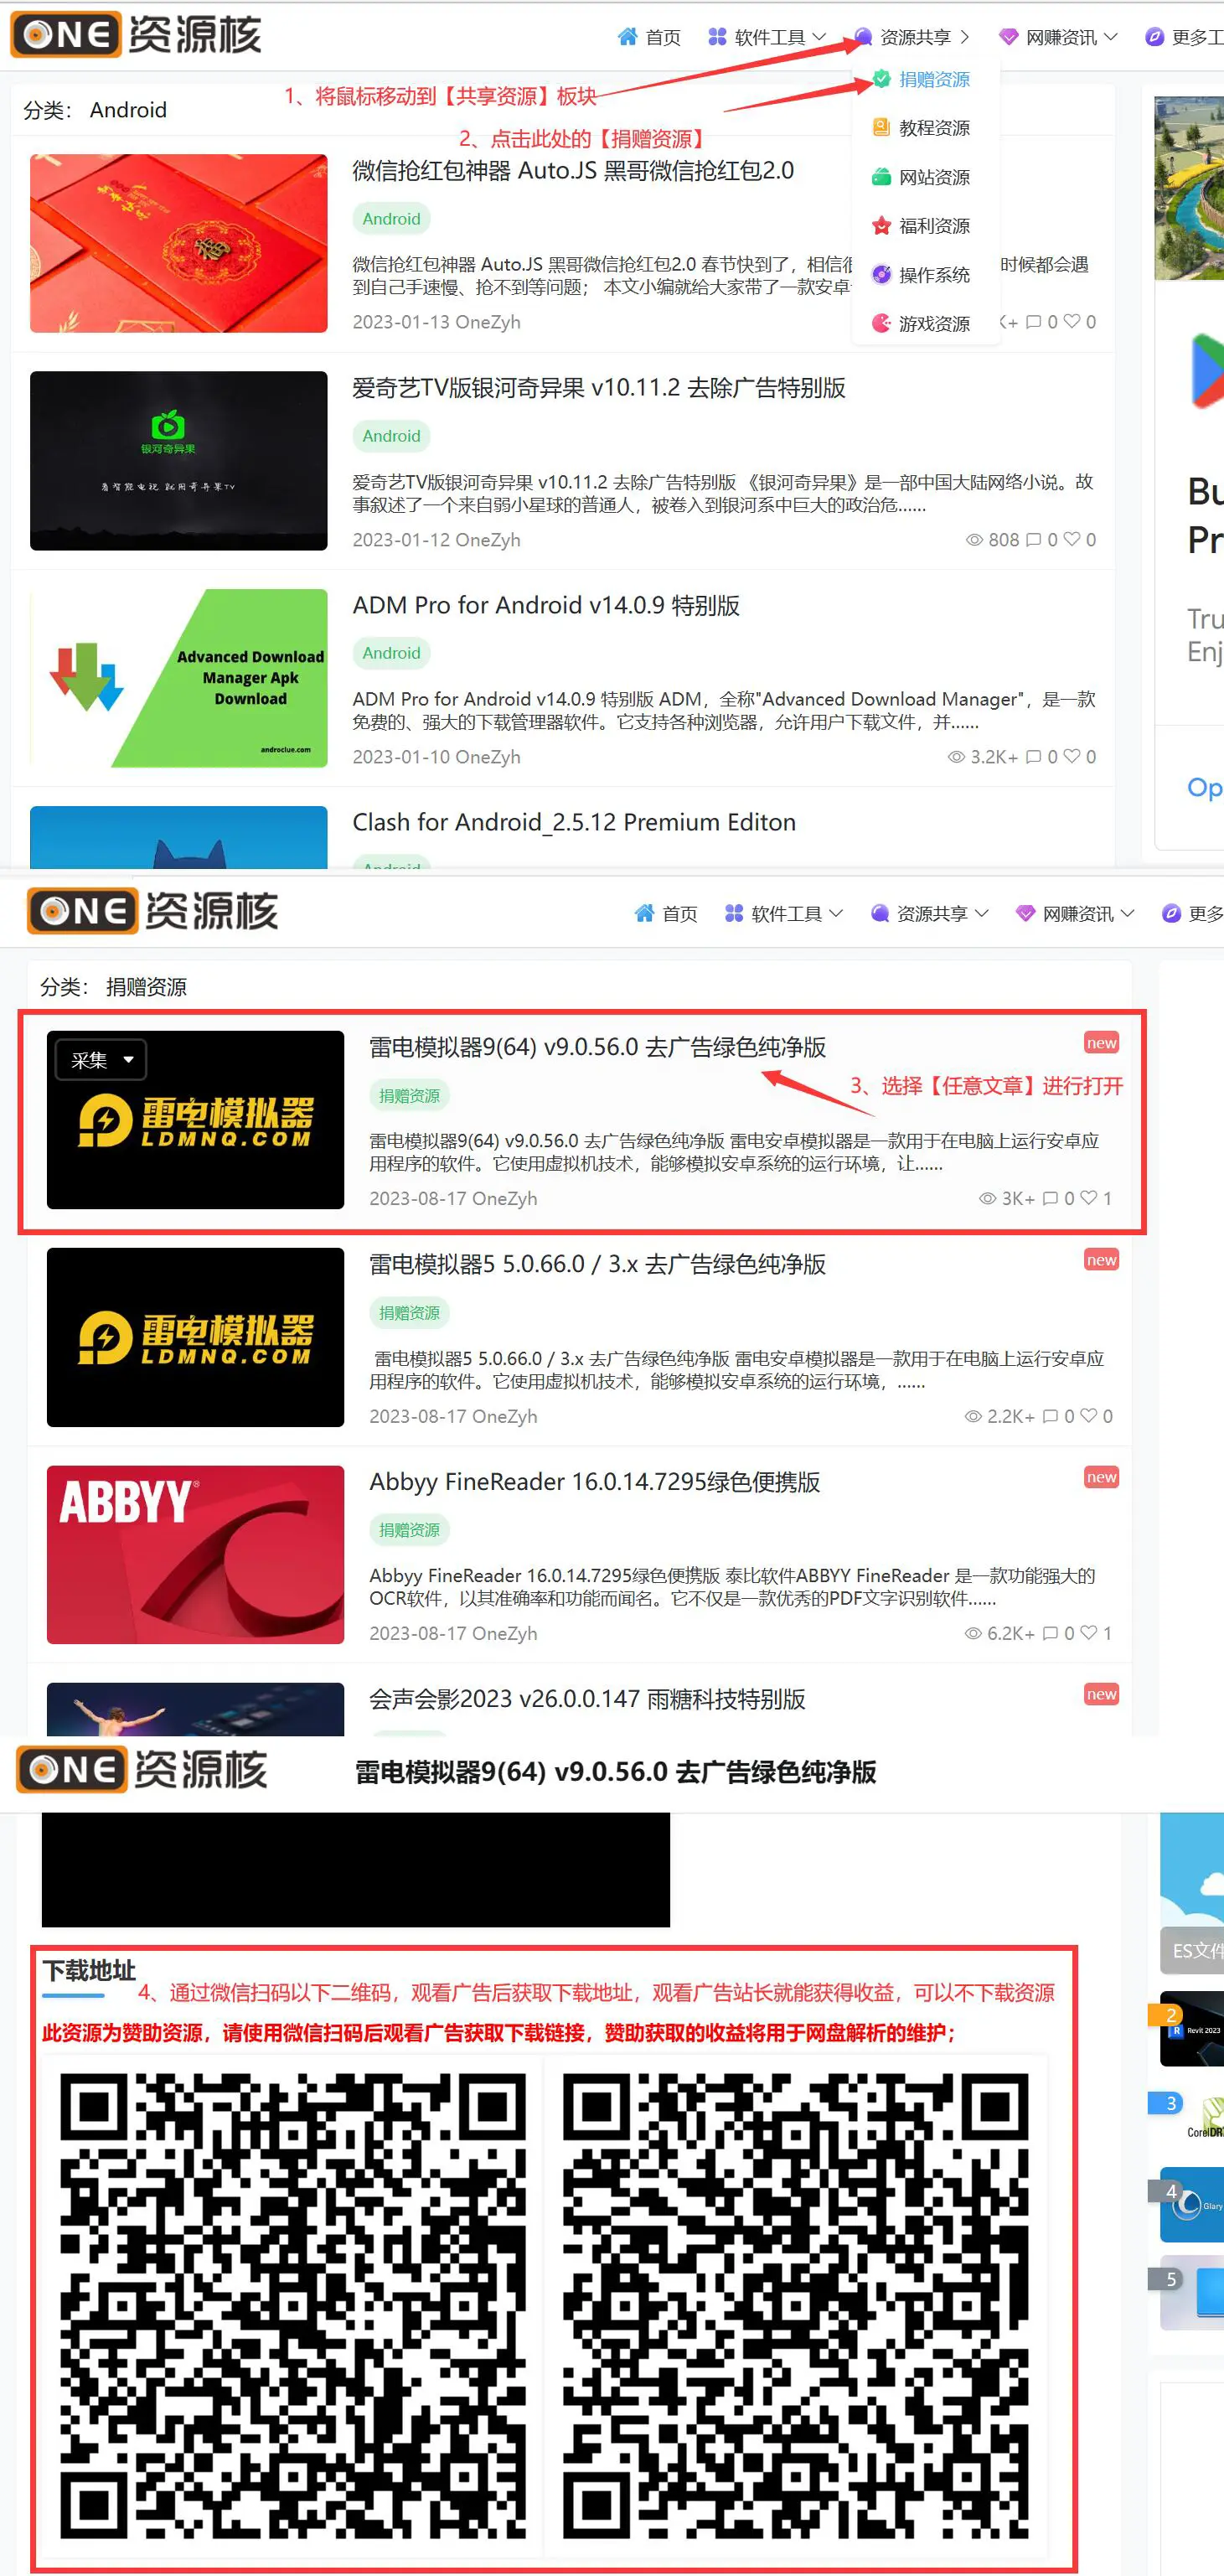 ONE 资源核
首页
软件工具
资源共享
网赚资讯
更多工
捐赠资源
教程资源
网站资源
福利资源
操作系统
游戏资源
1、将鼠标移动到【共享资源】板块
2、点击此处的【捐赠资源】
分类： Android
微信抢红包神器 Auto.JS 黑哥微信抢红包2.0
Android
微信抢红包神器 Auto.JS 黑哥微信抢红包2.0 春节快到了，相信
时候都会遇
到自己手速慢、抢不到等问题； 本文小编就给大家带了一款安卓
2023-01-13 OneZyh
K+ 0 0
银河奇异果
看智能电视 就用奇异果TV
爱奇艺TV版银河奇异果 v10.11.2 去除广告特别版
Android
爱奇艺TV版银河奇异果 v10.11.2 去除广告特别版 《银河奇异果》是一部中国大陆网络小说。故
事叙述了一个来自弱小星球的普通人，被卷入到银河系中巨大的政治危......
2023-01-12 OneZyh
808 0 0
Advanced Download
Manager Apk
Download
androclue.com
ADM Pro for Android v14.0.9 特别版
Android
ADM Pro for Android v14.0.9 特别版 ADM，全称"Advanced Download Manager"，是一款
免费的、强大的下载管理器软件。它支持各种浏览器，允许用户下载文件，并......
2023-01-10 OneZyh
3.2K+ 0 0
Clash for Android_2.5.12 Premium Editon
Android
Bu
Pr
Tru
Enj
Op
ONE 资源核
首页
软件工具
资源共享
网赚资讯
更多
分类： 捐赠资源
采集
雷电模拟器
LDMNQ.COM
雷电模拟器9(64) v9.0.56.0 去广告绿色纯净版
new
捐赠资源
3、选择【任意文章】进行打开
雷电模拟器9(64) v9.0.56.0 去广告绿色纯净版 雷电安卓模拟器是一款用于在电脑上运行安卓应
用程序的软件。它使用虚拟机技术，能够模拟安卓系统的运行环境，让......
2023-08-17 OneZyh
3K+ 0 1
雷电模拟器
LDMNQ.COM
雷电模拟器5 5.0.66.0 / 3.x 去广告绿色纯净版
new
捐赠资源
雷电模拟器5 5.0.66.0 / 3.x 去广告绿色纯净版 雷电安卓模拟器是一款用于在电脑上运行安卓应
用程序的软件。它使用虚拟机技术，能够模拟安卓系统的运行环境，......
2023-08-17 OneZyh
2.2K+ 0 0
ABBYY®
Abbyy FineReader 16.0.14.7295绿色便携版
new
捐赠资源
Abbyy FineReader 16.0.14.7295绿色便携版 泰比软件ABBYY FineReader 是一款功能强大的
OCR软件，以其准确率和功能而闻名。它不仅是一款优秀的PDF文字识别软件......
2023-08-17 OneZyh
6.2K+ 0 1
会声会影2023 v26.0.0.147 雨糖科技特别版
new
ONE 资源核
雷电模拟器9(64) v9.0.56.0 去广告绿色纯净版
下载地址
4、通过微信扫码以下二维码，观看广告后获取下载地址，观看广告站长就能获得收益，可以不下载资源
此资源为赞助资源，请使用微信扫码后观看广告获取下载链接，赞助获取的收益将用于网盘解析的维护；
ES文件
2
R Revit 2023
3
CorelDR
4
Glary
5